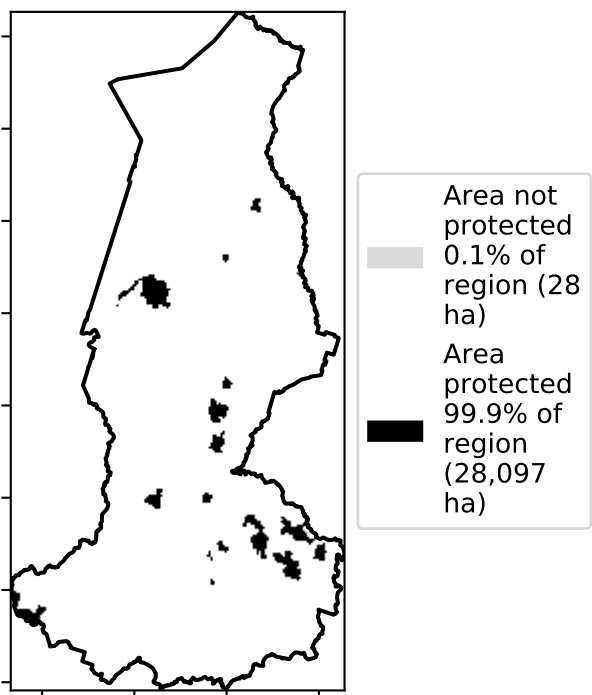 Area not
protected
0.1% of
region (28
ha)
Area
protected
99.9% of
region
(28,097
ha)